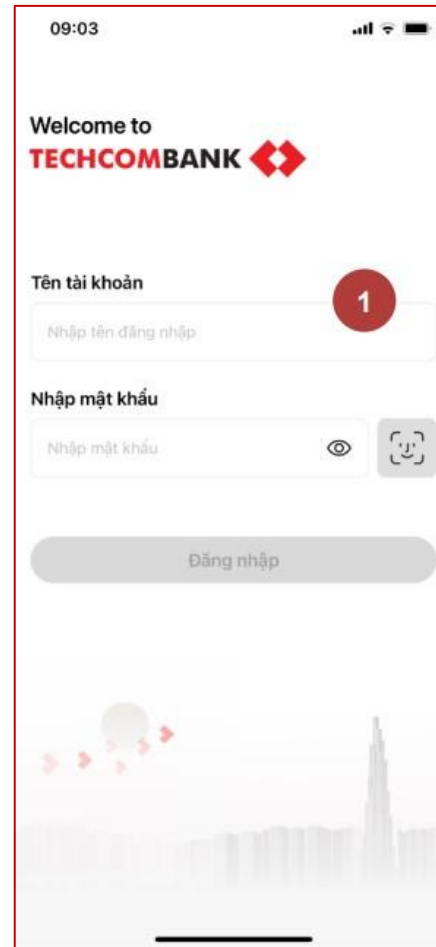 09:03
Welcome to
TECHCOMBANK
Tên tài khoản
1
Nhập tên đăng nhập
Nhập mật khẩu
Nhập mật khẩu
Đăng nhập